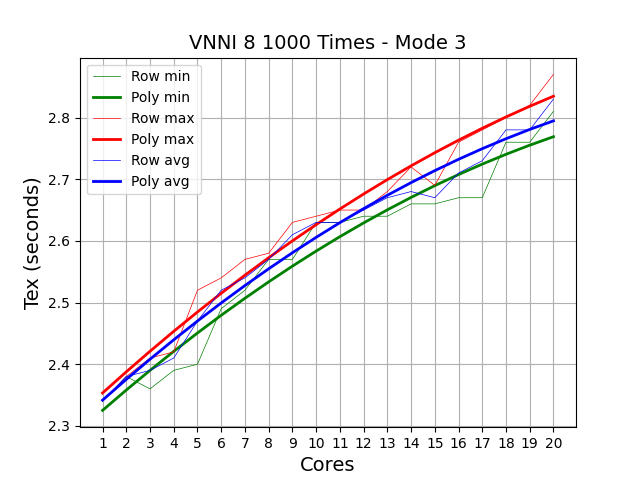 VNNI 8 1000 Times - Mode 3
Row min
Poly min
Row max
Poly max
Row avg
Poly avg
Tex (seconds)
2.8
2.7
2.6
2.5
2.4
2.3
1 2 3 4 5 6 7 8 9 10 11 12 13 14 15 16 17 18 19 20
Cores